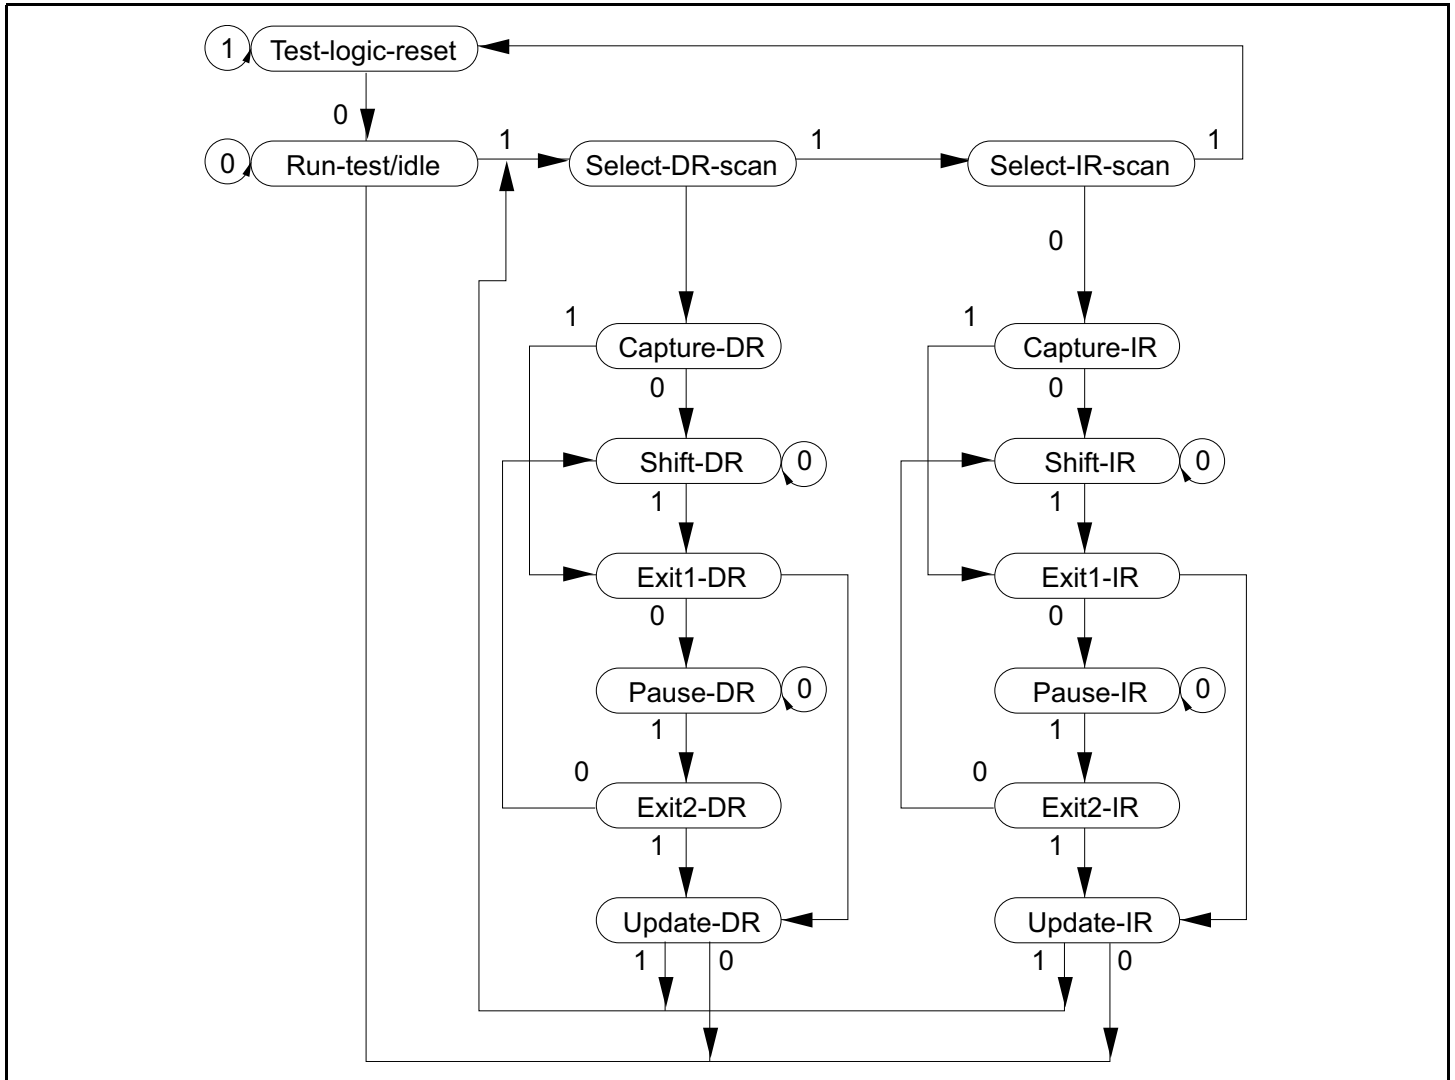 1 Test-logic-reset
0
0 Run-test/idle 1 Select-DR-scan 1 Select-IR-scan 1
0
1 1
Capture-DR Capture-IR
0 0
Shift-DR 0 Shift-IR 0
1 1
Exit1-DR Exit1-IR
0 0
Pause-DR 0 Pause-IR 0
1 1
0 0
Exit2-DR Exit2-IR
1 1
Update-DR Update-IR
1 0 1 0